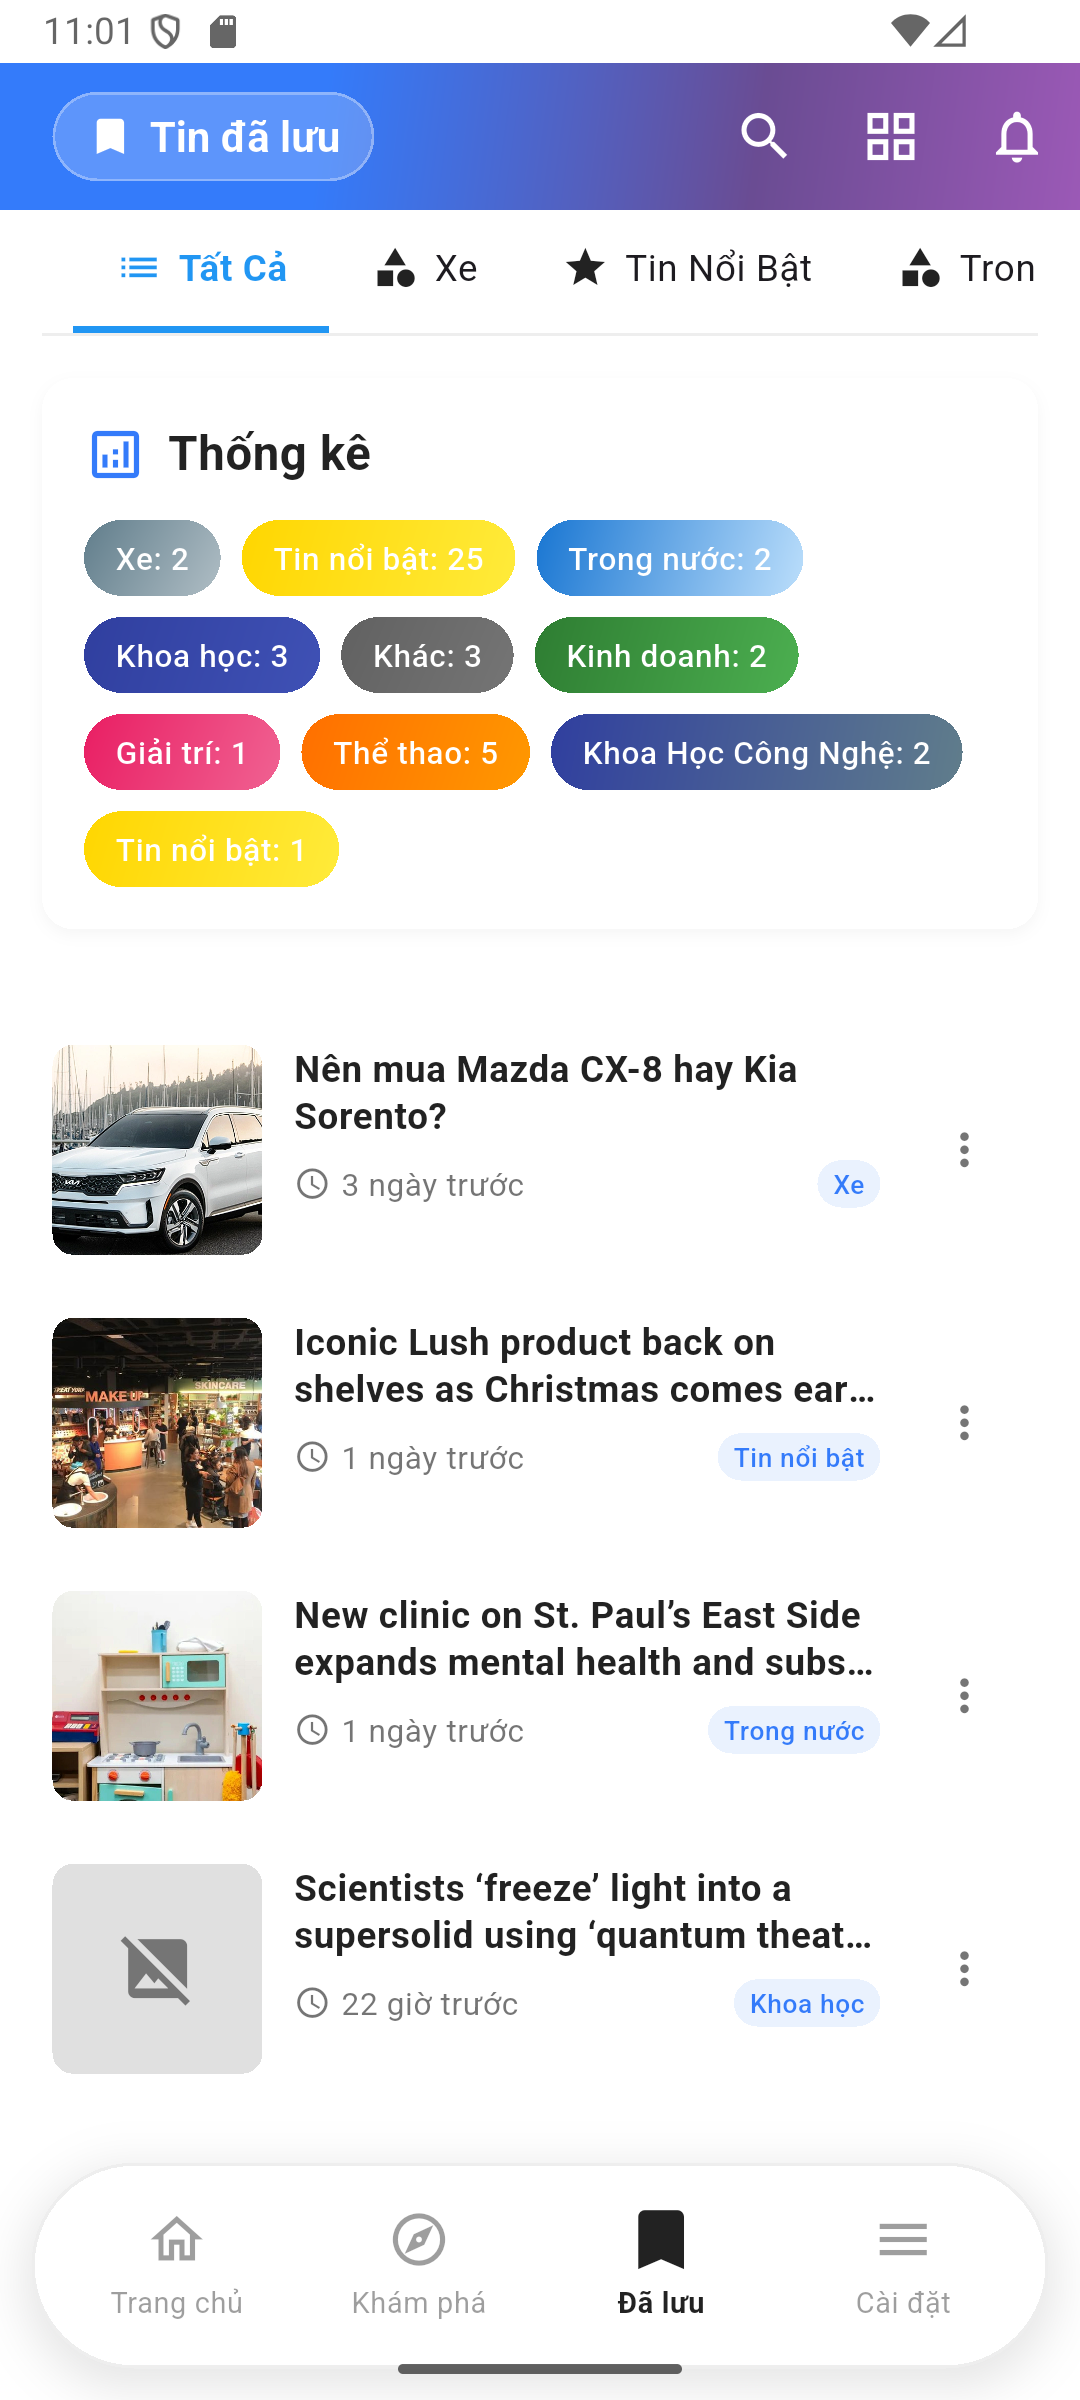 11:01
Tin đã lưu
Tất Cả
Xe
Tin Nổi Bật
Tron
Thống kê
Xe: 2
Tin nổi bật: 25
Trong nước: 2
Khoa học: 3
Khác: 3
Kinh doanh: 2
Giải trí: 1
Thể thao: 5
Khoa Học Công Nghệ: 2
Tin nổi bật: 1
Nên mua Mazda CX-8 hay Kia
Sorento?
3 ngày trước
Xe
MAKE UP
SKINCARE
Iconic Lush product back on
shelves as Christmas comes ear…
1 ngày trước
Tin nổi bật
New clinic on St. Paul’s East Side
expands mental health and subs…
1 ngày trước
Trong nước
Scientists ‘freeze’ light into a
supersolid using ‘quantum theat…
22 giờ trước
Khoa học
Trang chủ
Khám phá
Đã lưu
Cài đặt